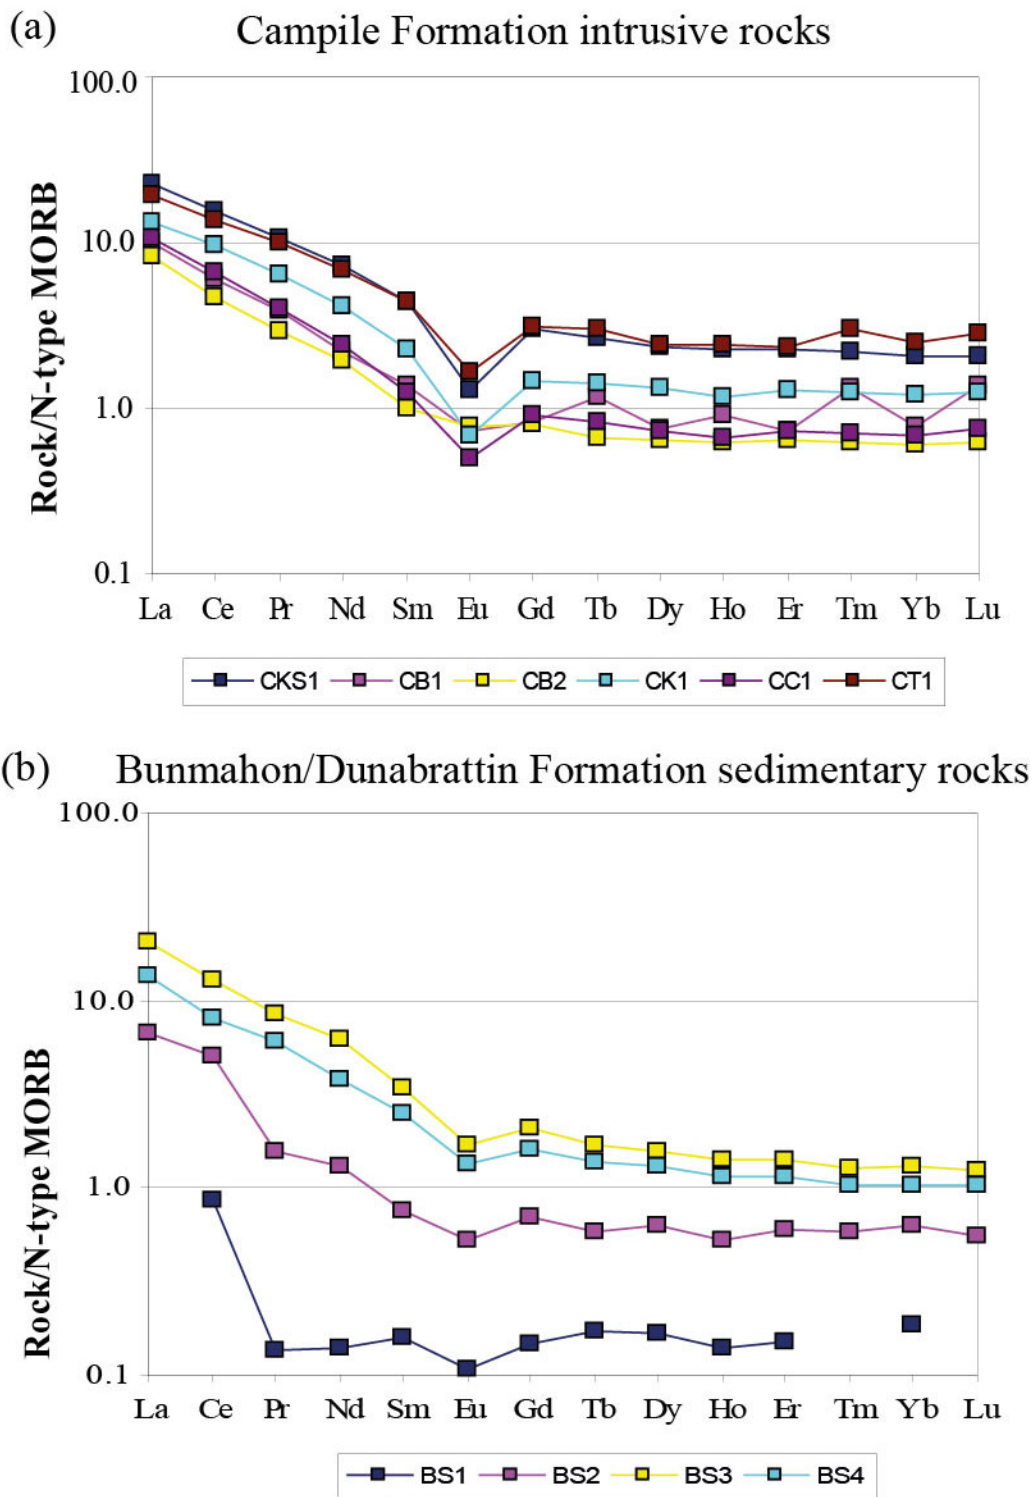 (a) Campile Formation intrusive rocks
100.0
10.0
1.0
0.1
Rock/N-type MORB
La Ce Pr Nd Sm Eu Gd Tb Dy Ho Er Tm Yb Lu
CKS1 CB1 CB2 CK1 CC1 CT1
(b) Bunmahon/Dunabrattin Formation sedimentary rocks
100.0
10.0
1.0
0.1
Rock/N-type MORB
La Ce Pr Nd Sm Eu Gd Tb Dy Ho Er Tm Yb Lu
BS1 BS2 BS3 BS4